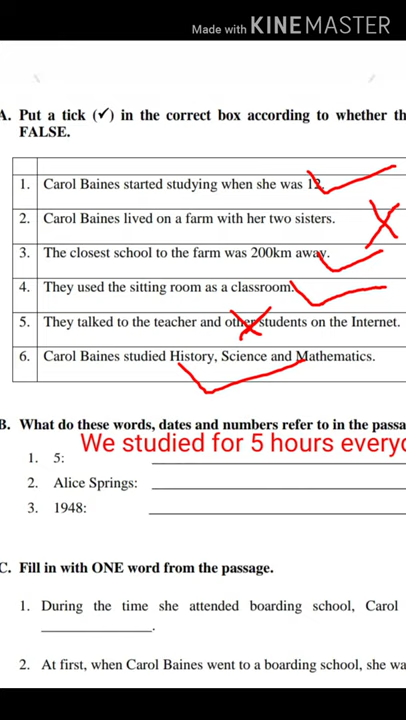 Made with KINEMASTER
A. Put a tick (✓) in the correct box according to whether th
FALSE.
1. Carol Baines started studying when she was 12.
2. Carol Baines lived on a farm with her two sisters.
3. The closest school to the farm was 200km away.
4. They used the sitting room as a classroom.
5. They talked to the teacher and other students on the Internet.
6. Carol Baines studied History, Science and Mathematics.
B. What do these words, dates and numbers refer to in the passa
We studied for 5 hours everyd
1. 5:
2. Alice Springs:
3. 1948:
C. Fill in with ONE word from the passage.
1. During the time she attended boarding school, Carol
.
2. At first, when Carol Baines went to a boarding school, she wa